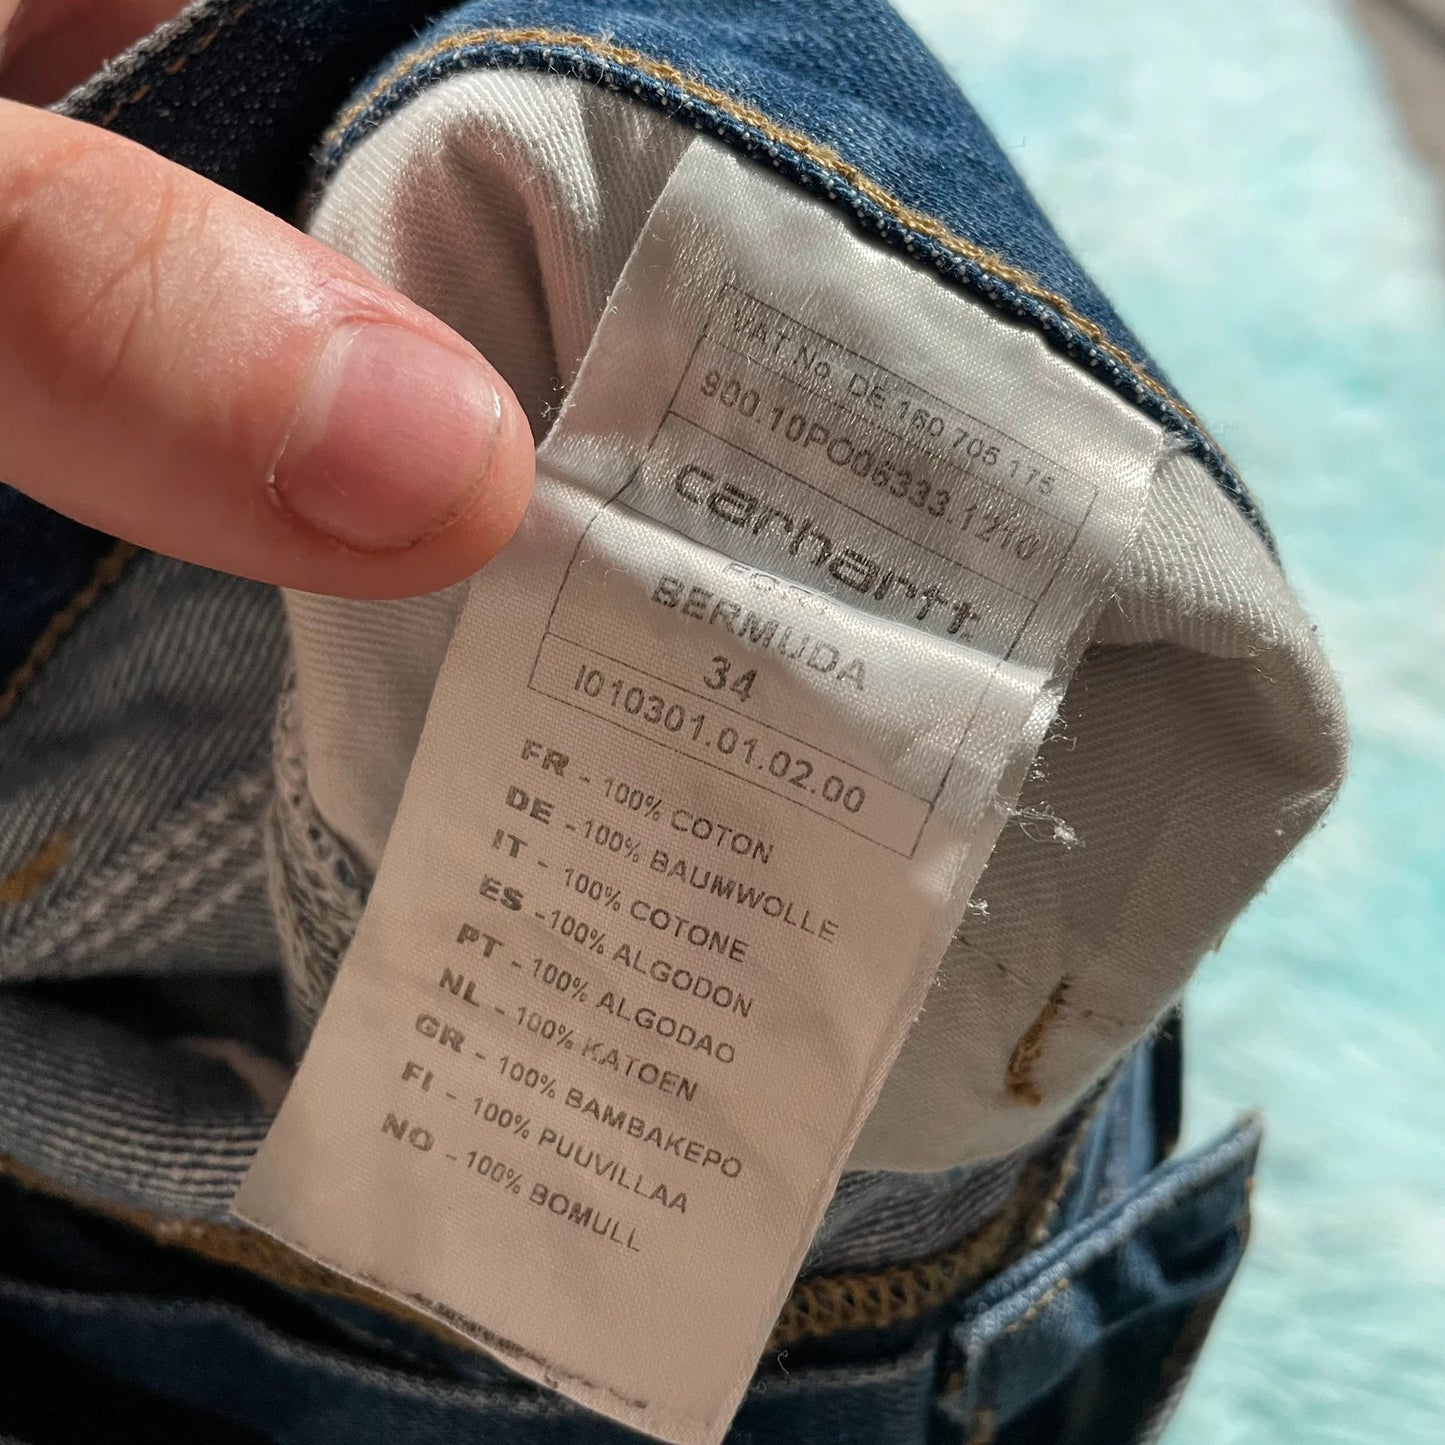 VAT.No. DE 160 705 175
900.10PO06333.1210
carhartt
BERMUDA
34
I010301.01.02.00
FR - 100% COTON
DE - 100% BAUMWOLLE
IT - 100% COTONE
ES - 100% ALGODON
PT - 100% ALGODAO
NL - 100% KATOEN
GR - 100% BAMBAKEPO
FI - 100% PUUVILLAA
NO - 100% BOMULL